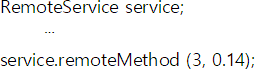 RemoteService service;
...
service.remoteMethod (3, 0.14);